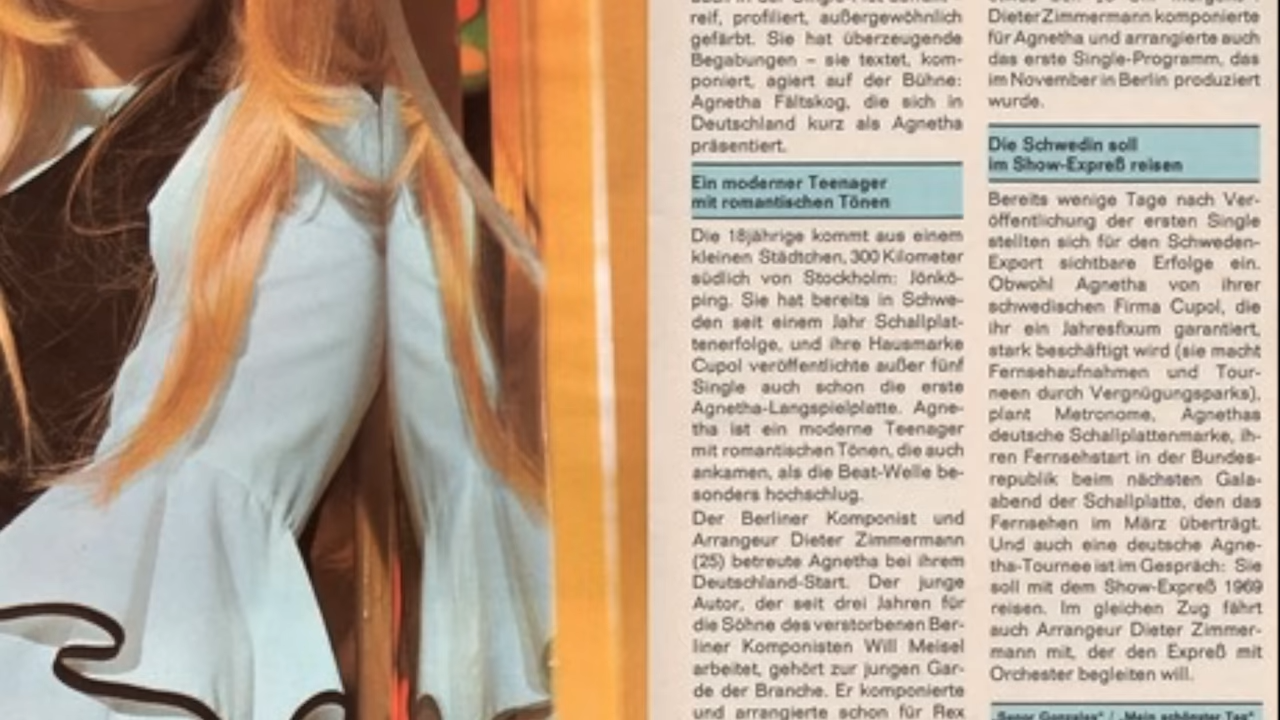 reif, profiliert, außergewöhnlich
gefärbt. Sie hat überzeugende
Begabungen – sie textet, kom-
poniert, agiert auf der Bühne:
Agnetha Fältskog, die sich in
Deutschland kurz als Agnetha
präsentiert.
Ein moderner Teenager
mit romantischen Tönen
Die 18jährige kommt aus einem
kleinen Städtchen, 300 Kilometer
südlich von Stockholm: Jönkö-
ping. Sie hat bereits in Schwe-
den seit einem Jahr Schallplat-
tenerfolge, und ihre Hausmarke
Cupol veröffentlichte außer fünf
Single auch schon die erste
Agnetha-Langspielplatte. Agne-
tha ist ein moderne Teenager
mit romantischen Tönen, die auch
ankamen, als die Beat-Welle be-
sonders hochschlug.
Der Berliner Komponist und
Arrangeur Dieter Zimmermann
(25) betreute Agnetha bei ihrem
Deutschland-Start. Der junge
Autor, der seit drei Jahren für
die Söhne des verstorbenen Ber-
liner Komponisten Will Meisel
arbeitet, gehört zur jungen Gar-
de der Branche. Er komponierte
und arrangierte schon für Rex
Dieter Zimmermann komponierte
für Agnetha und arrangierte auch
das erste Single-Programm, das
im November in Berlin produziert
wurde.
Die Schwedin soll
im Show-Expreß reisen
Bereits wenige Tage nach Ver-
öffentlichung der ersten Single
stellten sich für den Schweden-
Export sichtbare Erfolge ein.
Obwohl Agnetha von ihrer
schwedischen Firma Cupol, die
ihr ein Jahresfixum garantiert,
stark beschäftigt wird (sie macht
Fernsehaufnahmen und Tour-
neen durch Vergnügungsparks),
plant Metronome, Agnethas
deutsche Schallplattenmarke, ih-
ren Fernsehstart in der Bundes-
republik beim nächsten Gala-
abend der Schallplatte, den das
Fernsehen im März überträgt.
Und auch eine deutsche Agne-
tha-Tournee ist im Gespräch: Sie
soll mit dem Show-Expreß 1969
reisen. Im gleichen Zug fährt
auch Arrangeur Dieter Zimmer-
mann mit, der den Expreß mit
Orchester begleiten will.
„Senor Gonzales“ / „Mein schönster Tag“